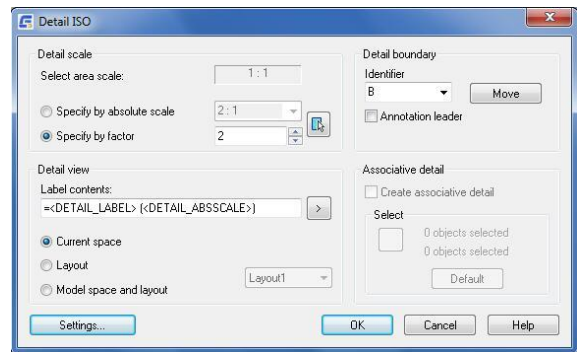 Detail ISO
Detail scale
Select area scale:
1 : 1
Specify by absolute scale
2 : 1
Specify by factor
2
Detail boundary
Identifier
B
Move
Annotation leader
Detail view
Label contents:
=<DETAIL_LABEL> (<DETAIL_ABSSCALE>)
>
Current space
Layout
Model space and layout
Layout1
Associative detail
Create associative detail
Select
0 objects selected
0 objects selected
Default
Settings...
OK
Cancel
Help